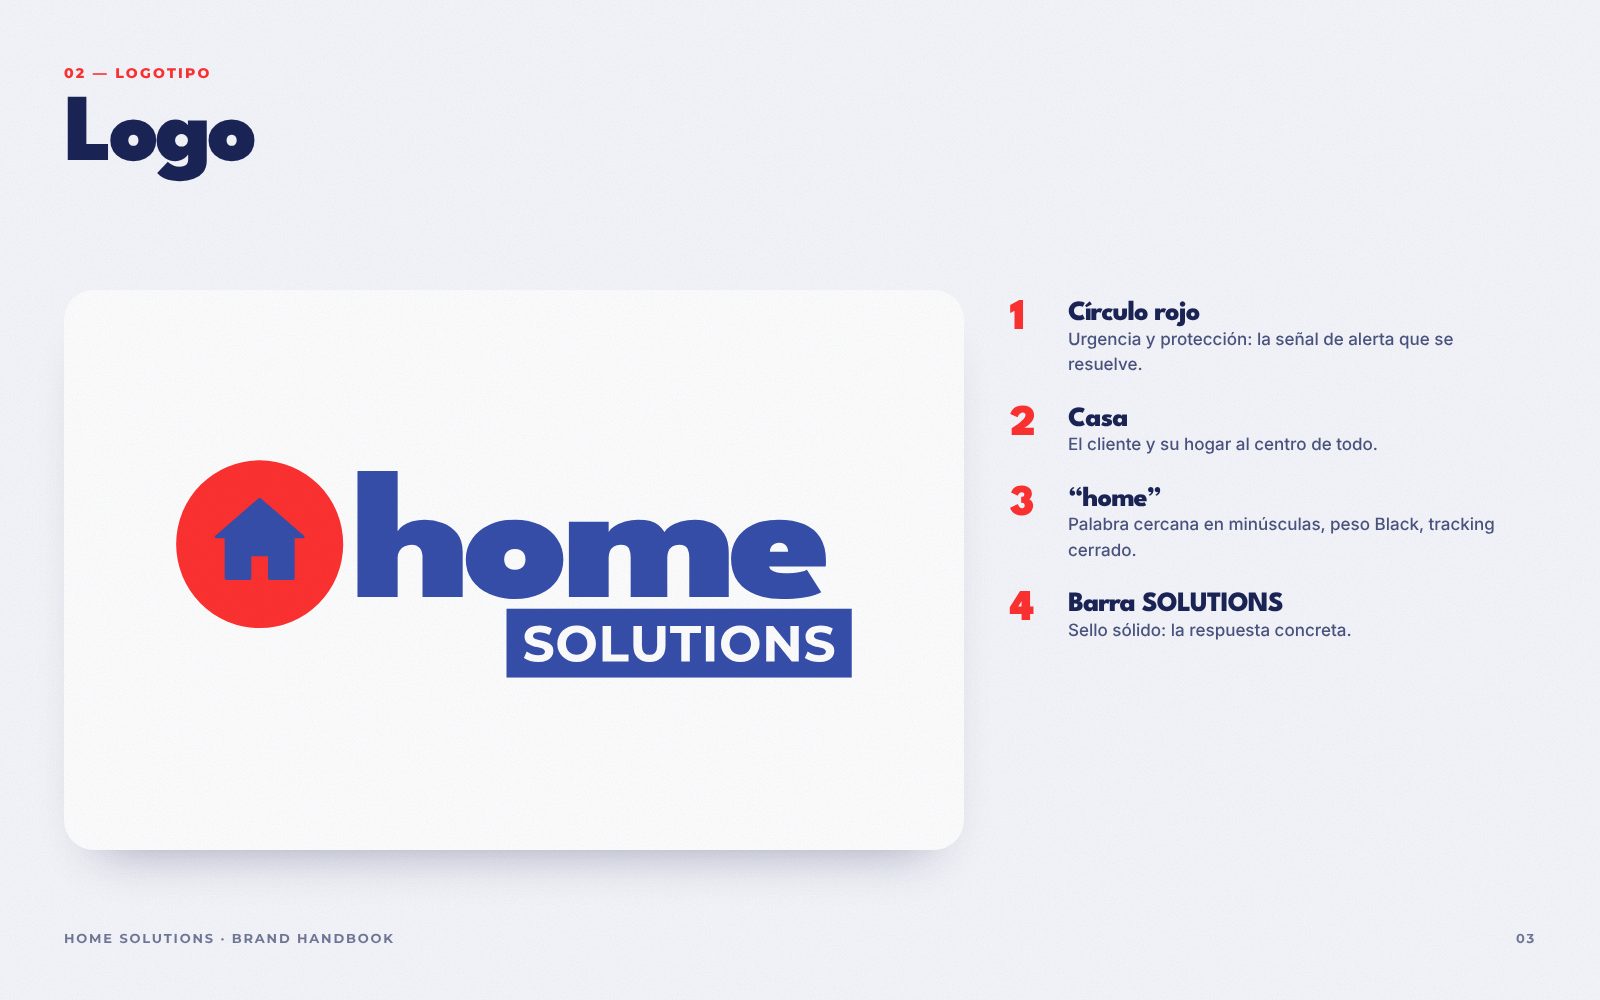 02 — LOGOTIPO
Logo
home
SOLUTIONS
1
Círculo rojo
Urgencia y protección: la señal de alerta que se
resuelve.
2
Casa
El cliente y su hogar al centro de todo.
3
“home”
Palabra cercana en minúsculas, peso Black, tracking
cerrado.
4
Barra SOLUTIONS
Sello sólido: la respuesta concreta.
HOME SOLUTIONS · BRAND HANDBOOK
03